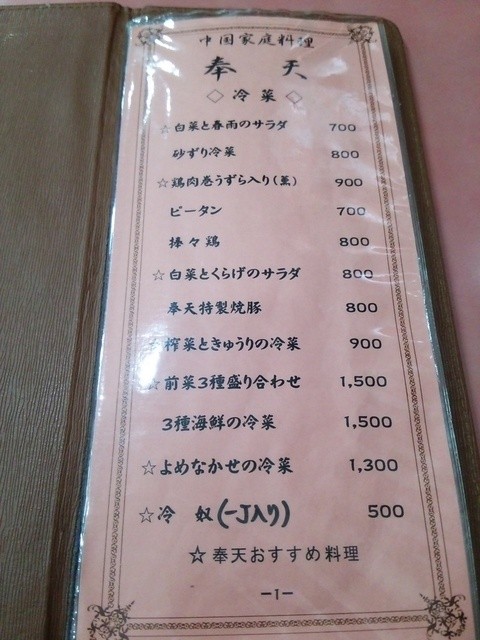 中国家庭料理
奉天
◇冷菜◇
☆白菜と春雨のサラダ 700
砂ずり冷菜 800
☆鶏肉巻うずら入り(蒸) 900
ピータン 700
棒々鶏 800
☆白菜とくらげのサラダ 800
奉天特製焼豚 800
☆榨菜ときゅうりの冷菜 900
☆前菜3種盛り合わせ 1,500
3種海鮮の冷菜 1,500
☆よめなかせの冷菜 1,300
☆冷 奴(一J入り) 500
☆奉天おすすめ料理
－1－